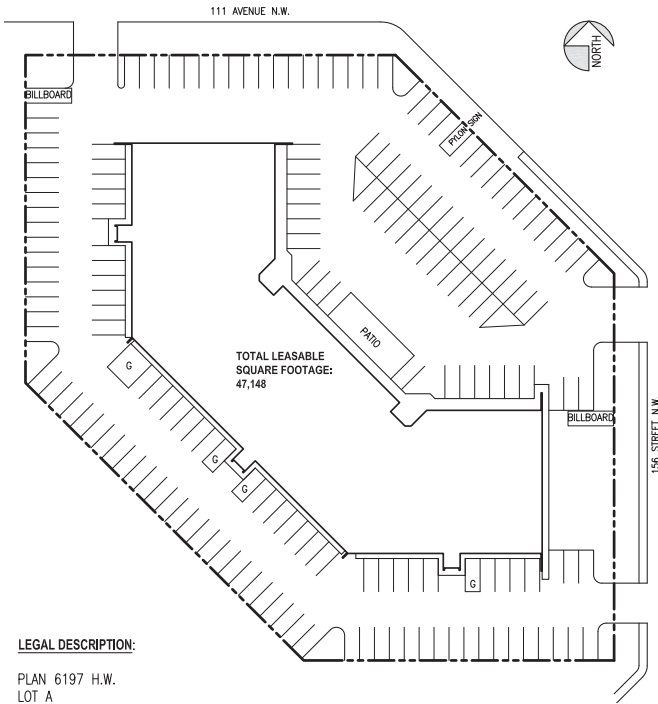 111 AVENUE N.W.
NORTH
BILLBOARD
PYLON SIGN
PATIO
TOTAL LEASABLE
SQUARE FOOTAGE:
47,148
G
BILLBOARD
156 STREET N.W.
G
G
G
LEGAL DESCRIPTION:
PLAN 6197 H.W.
LOT A